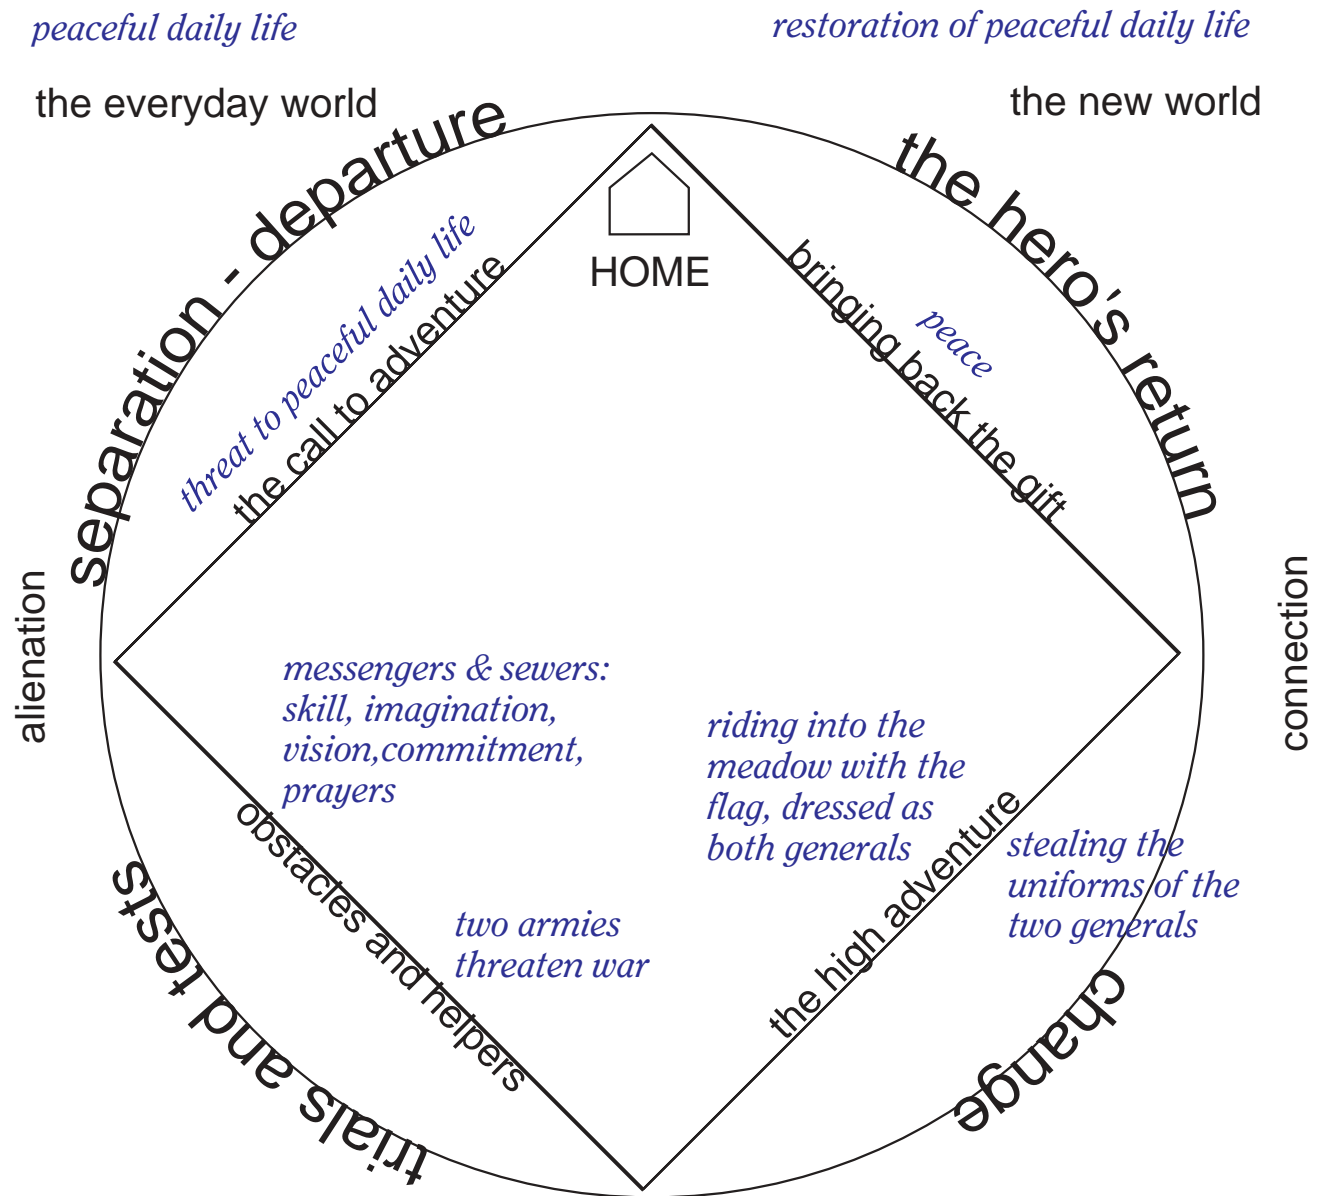 peaceful daily life
restoration of peaceful daily life
the everyday world
the new world
separation - departure
the hero's return
threat to peaceful daily life
the call to adventure
HOME
bringing back the gift
peace
alienation
connection
messengers & sewers:
skill, imagination,
vision,commitment,
prayers
riding into the
meadow with the
flag, dressed as
both generals
obstacles and helpers
two armies
threaten war
the high adventure
stealing the
uniforms of the
two generals
trials and tests
change